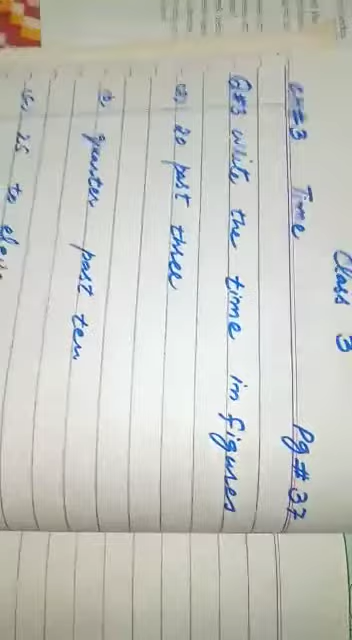 Class 3
Time Pg # 37
Q#3 write the time in figures
20 past three
quarter past ten
25 to